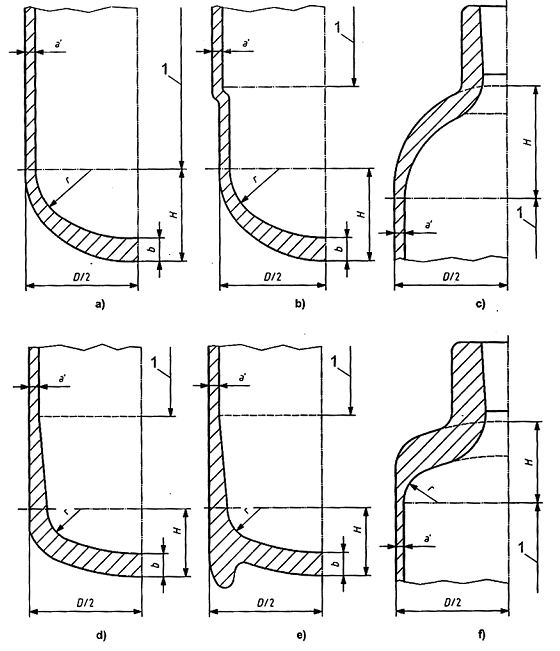 a'
1
r
H
b
D/2
a)
a'
1
r
H
b
D/2
b)
H
1
a'
D/2
c)
a'
1
r
H
b
D/2
d)
a'
1
r
H
b
D/2
e)
H
r
1
a'
D/2
f)